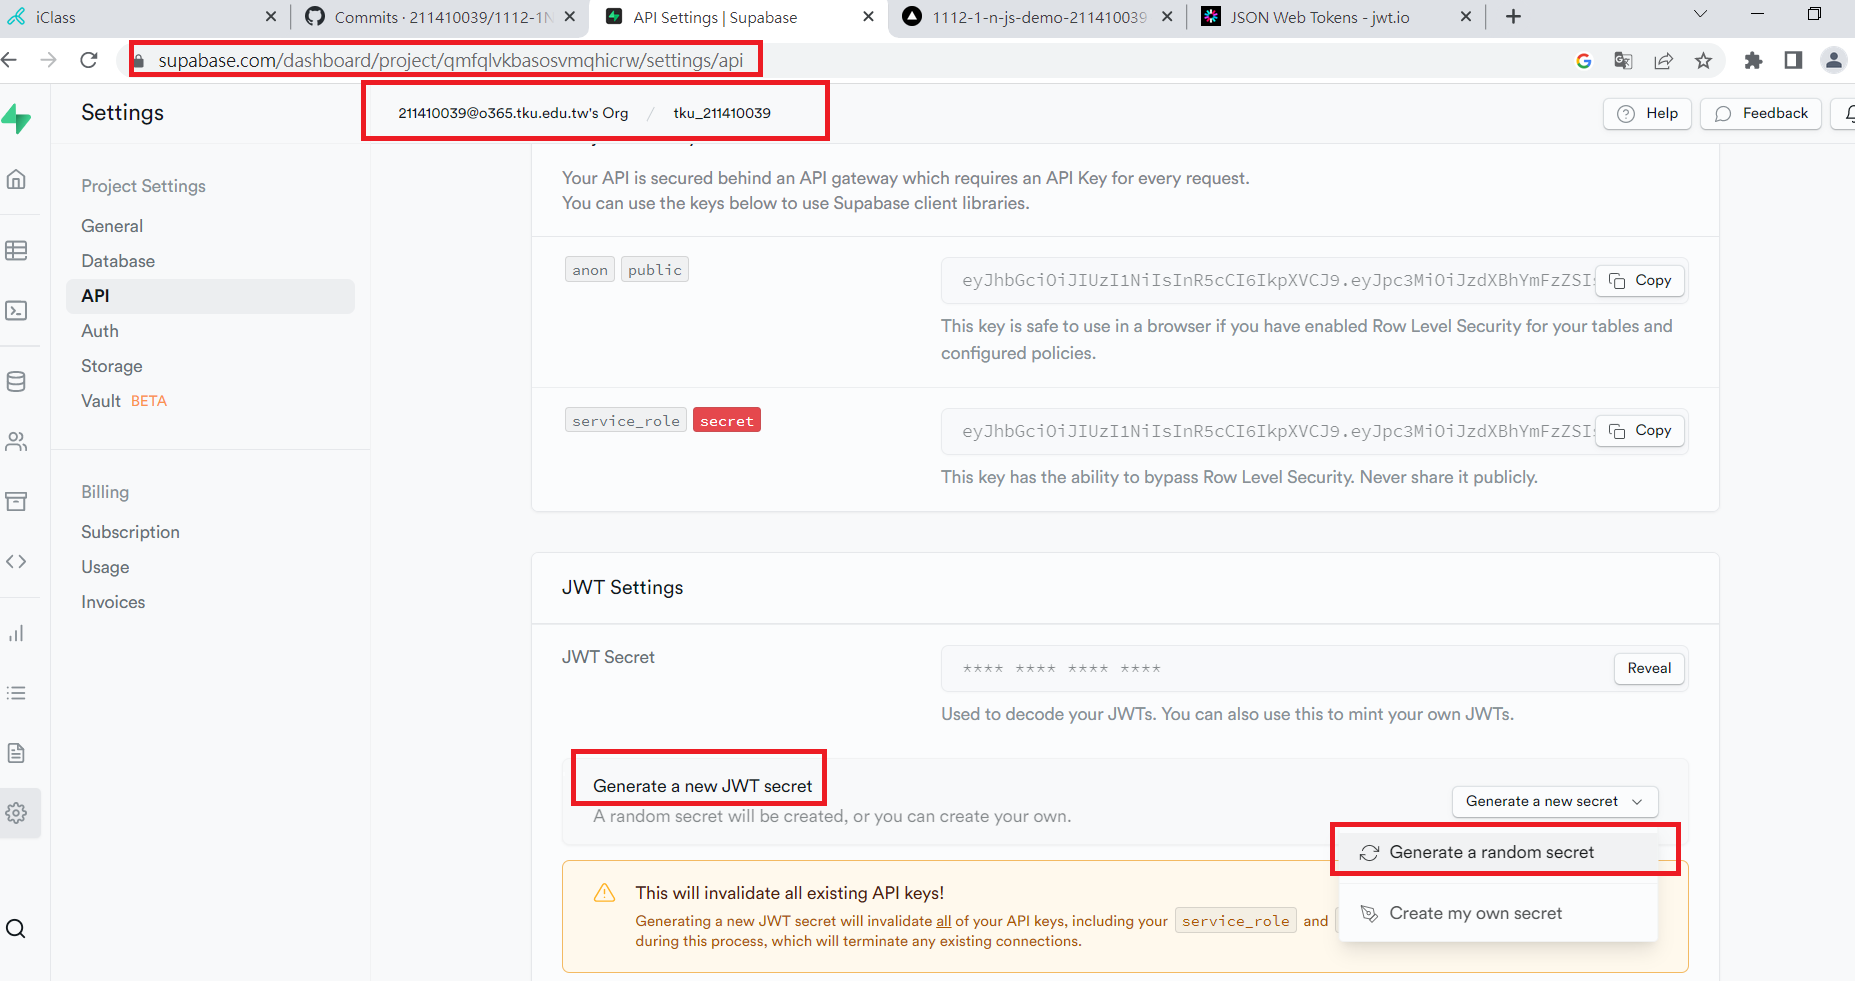 iClass
Commits · 211410039/1112-1N
API Settings | Supabase
1112-1-n-js-demo-211410039
JSON Web Tokens - jwt.io
supabase.com/dashboard/project/qmfqlvkbasosvmqhicrw/settings/api
Settings
211410039@o365.tku.edu.tw's Org / tku_211410039
Help
Feedback
Project Settings
General
Database
API
Auth
Storage
Vault BETA
Billing
Subscription
Usage
Invoices
Your API is secured behind an API gateway which requires an API Key for every request.
You can use the keys below to use Supabase client libraries.
anon public
eyJhbGciOiJIUzI1NiIsInR5cCI6IkpXVCJ9.eyJpc3MiOiJzdXBhYmFzZSI
Copy
This key is safe to use in a browser if you have enabled Row Level Security for your tables and
configured policies.
service_role secret
eyJhbGciOiJIUzI1NiIsInR5cCI6IkpXVCJ9.eyJpc3MiOiJzdXBhYmFzZSI
Copy
This key has the ability to bypass Row Level Security. Never share it publicly.
JWT Settings
JWT Secret
**** **** **** ****
Reveal
Used to decode your JWTs. You can also use this to mint your own JWTs.
Generate a new JWT secret
A random secret will be created, or you can create your own.
Generate a new secret
Generate a random secret
Create my own secret
This will invalidate all existing API keys!
Generating a new JWT secret will invalidate all of your API keys, including your service_role and
during this process, which will terminate any existing connections.